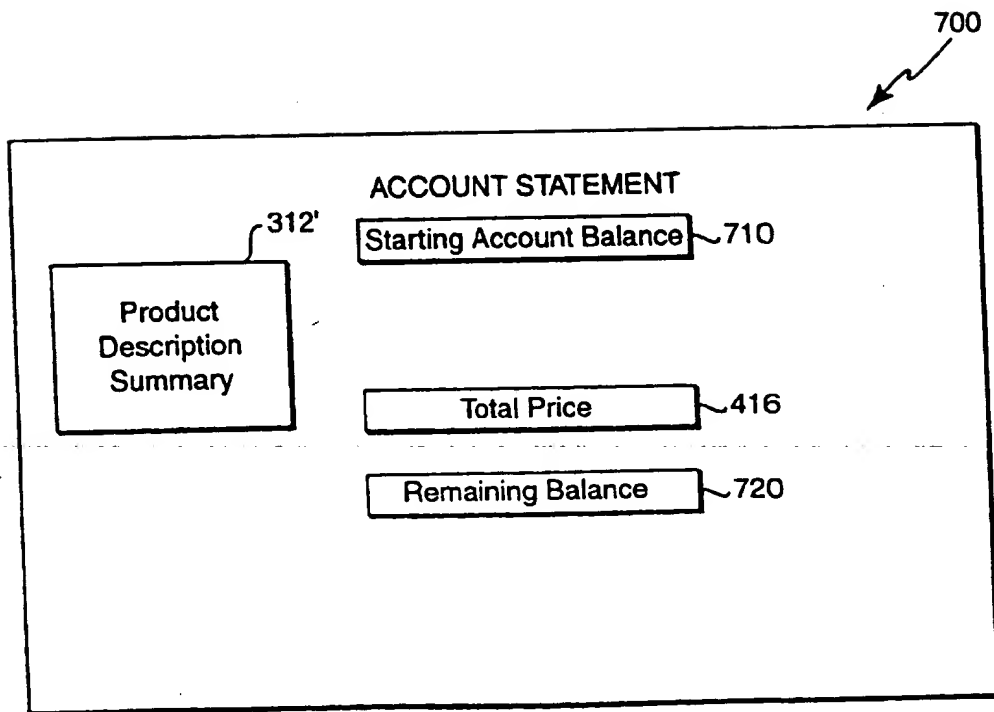 700
ACCOUNT STATEMENT
312'
Starting Account Balance 710
Product
Description
Summary
Total Price 416
Remaining Balance 720